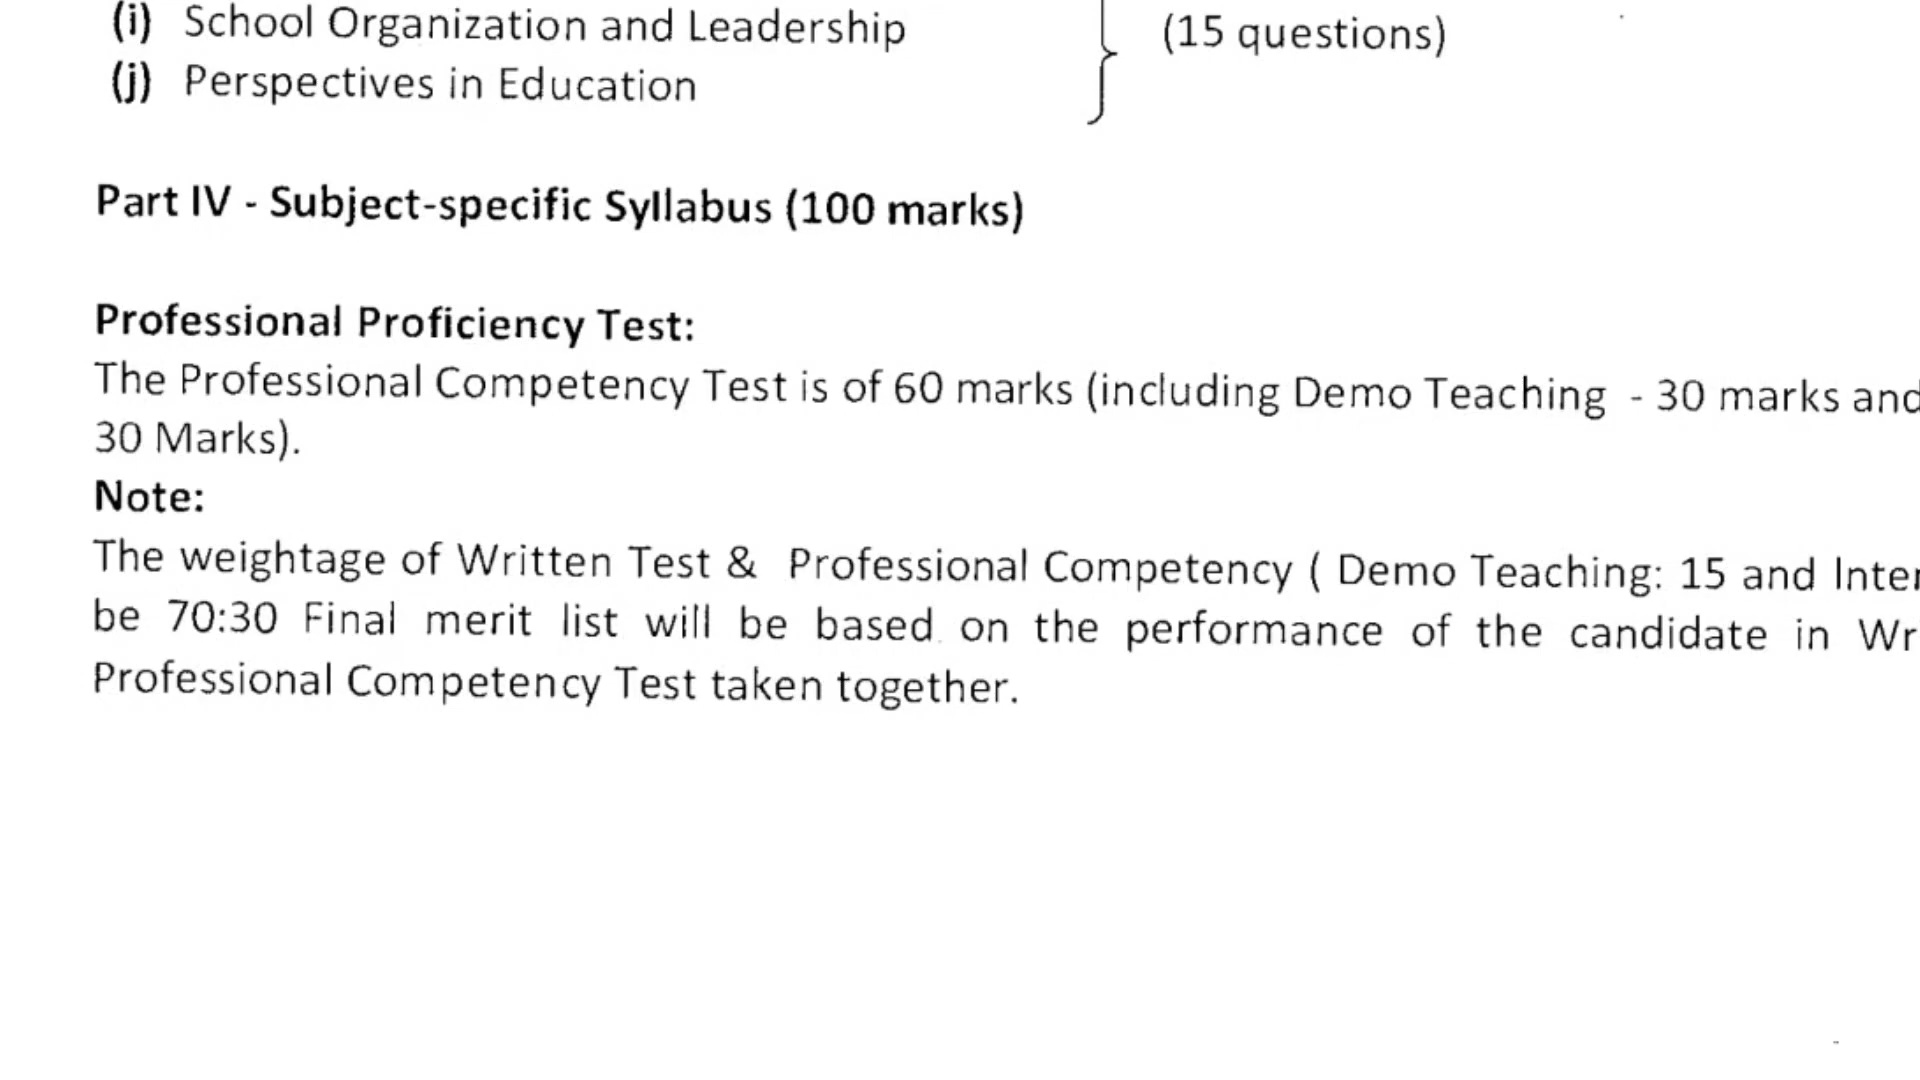 (i) School Organization and Leadership (15 questions)
(j) Perspectives in Education
Part IV - Subject-specific Syllabus (100 marks)
Professional Proficiency Test:
The Professional Competency Test is of 60 marks (including Demo Teaching - 30 marks and
30 Marks).
Note:
The weightage of Written Test & Professional Competency ( Demo Teaching: 15 and Inter
be 70:30 Final merit list will be based on the performance of the candidate in Wr
Professional Competency Test taken together.